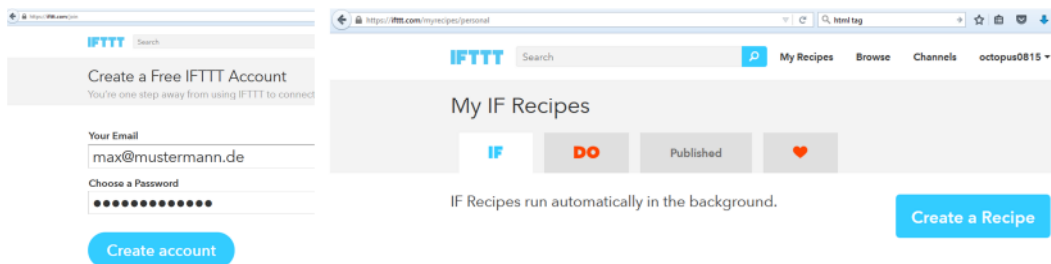 https://ifttt.com/join
IFTTT Search
Create a Free IFTTT Account
You're one step away from using IFTTT to connect
Your Email
max@mustermann.de
Choose a Password
●●●●●●●●●●●●●
Create account
https://ifttt.com/myrecipes/personal html tag
IFTTT Search My Recipes Browse Channels octopus0815
My IF Recipes
IF DO Published
IF Recipes run automatically in the background.
Create a Recipe